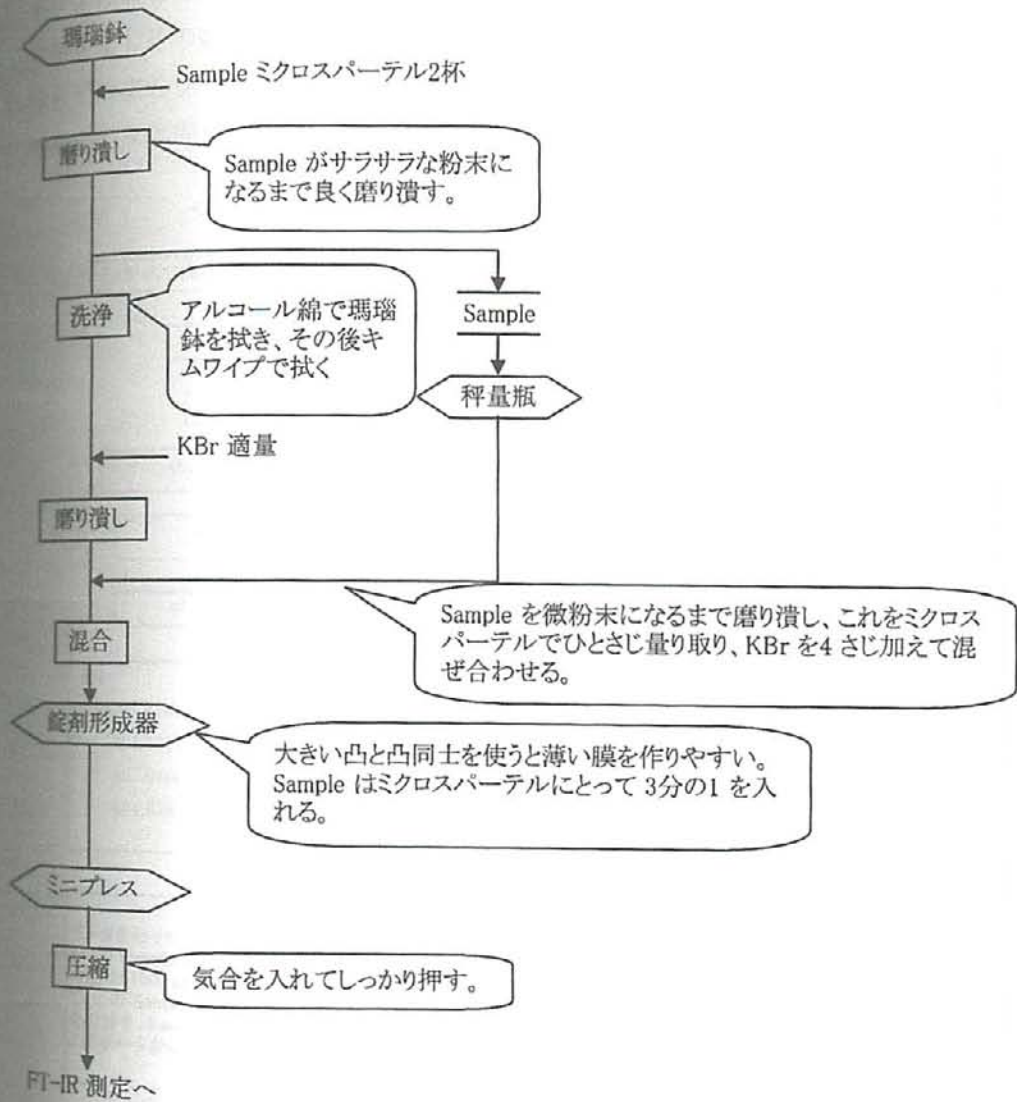 瑪瑙鉢
Sample ミクロスパーテル2杯
磨り潰し
Sample がサラサラな粉末に
なるまで良く磨り潰す。
洗浄
アルコール綿で瑪瑙
鉢を拭き、その後キ
ムワイプで拭く
Sample
秤量瓶
KBr 適量
磨り潰し
Sample を微粉末になるまで磨り潰し、これをミクロス
パーテルでひとさじ量り取り、KBr を4 さじ加えて混
ぜ合わせる。
混合
錠剤形成器
大きい凸と凸同士を使うと薄い膜を作りやすい。
Sample はミクロスパーテルにとって 3分の1 を入
れる。
ミニプレス
圧縮
気合を入れてしっかり押す。
FT-IR 測定へ